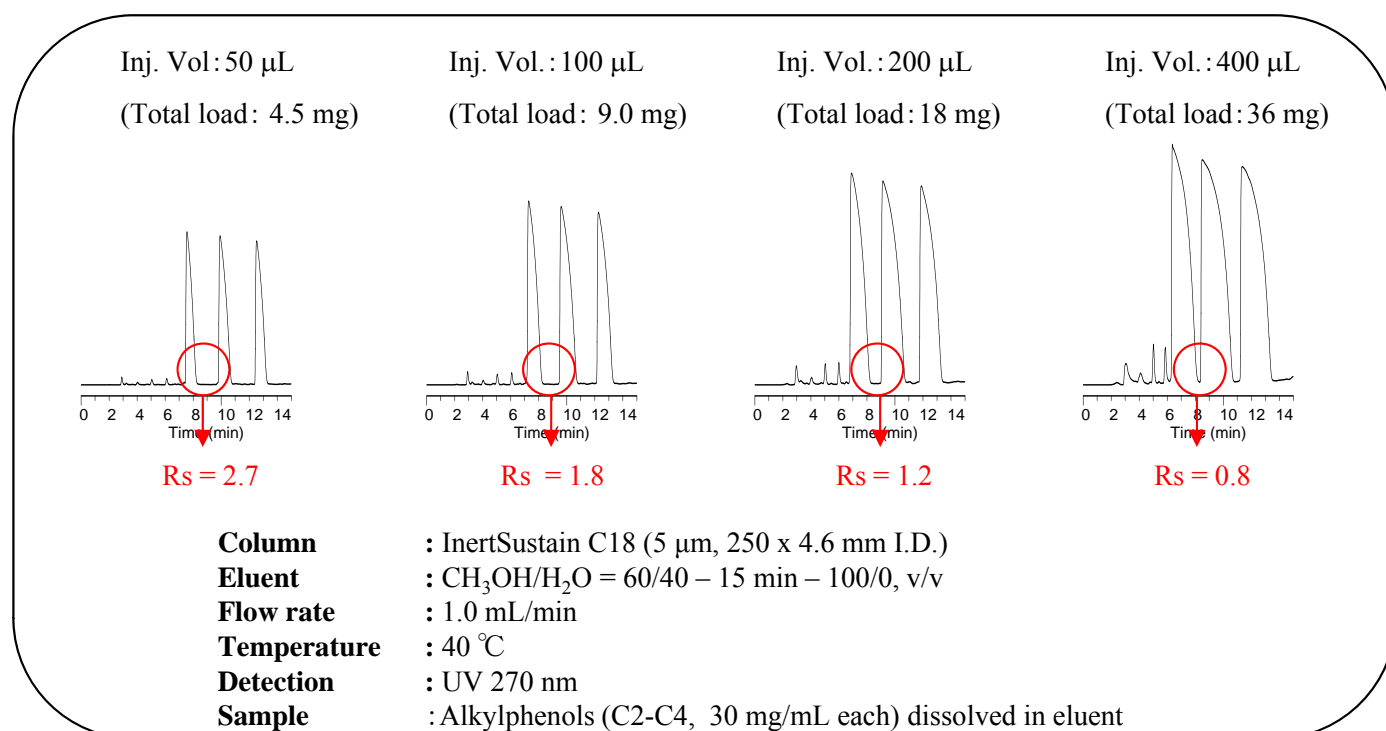 Inj. Vol:50 μL
(Total load: 4.5 mg)
Inj. Vol.:100 μL
(Total load: 9.0 mg)
Inj. Vol.:200 μL
(Total load:18 mg)
Inj. Vol.:400 μL
(Total load:36 mg)
0 2 4 6 8 10 12 14
Time (min)
0 2 4 6 8 10 12 14
Time (min)
0 2 4 6 8 10 12 14
Time (min)
0 2 4 6 8 10 12 14
Time (min)
Rs = 2.7
Rs = 1.8
Rs = 1.2
Rs = 0.8
Column : InertSustain C18 (5 μm, 250 x 4.6 mm I.D.)
Eluent : CH₃OH/H₂O = 60/40 – 15 min – 100/0, v/v
Flow rate : 1.0 mL/min
Temperature : 40 ℃
Detection : UV 270 nm
Sample : Alkylphenols (C2-C4, 30 mg/mL each) dissolved in eluent